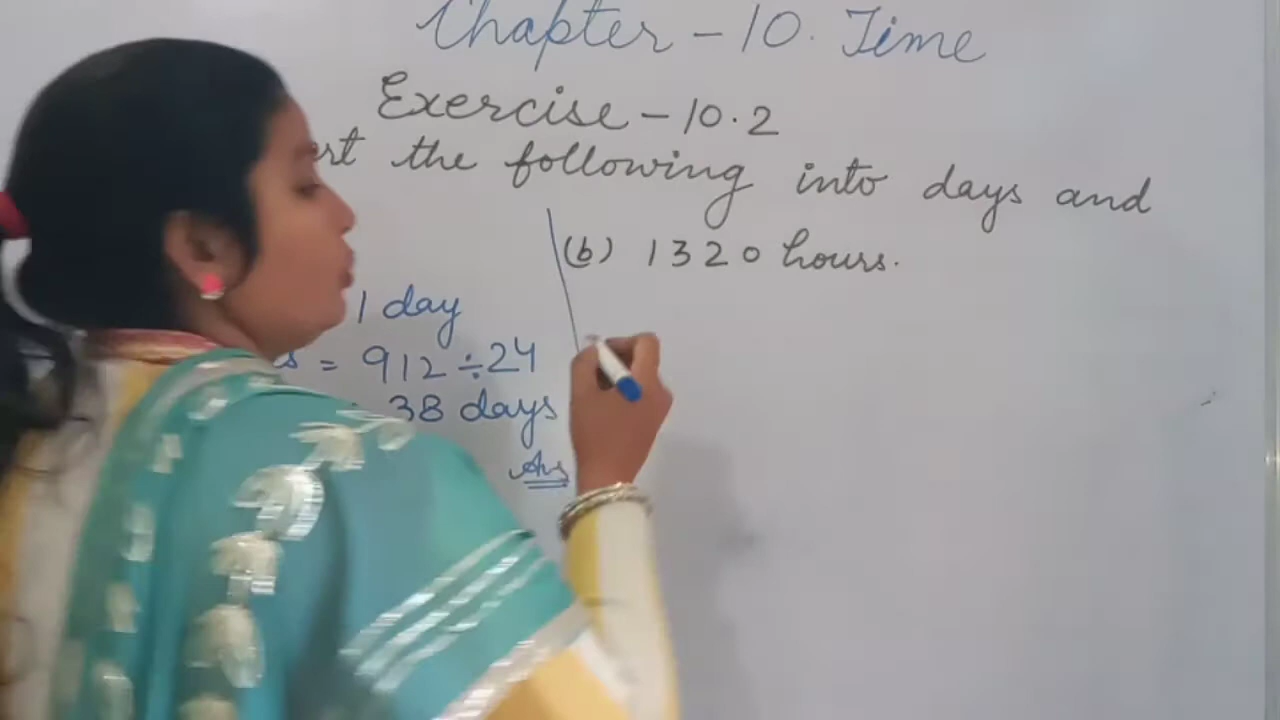 Chapter - 10. Time
Exercise - 10.2
the following into days and
(b) 1320 hours.
1 day
= 912 ÷ 24
38 days
Ans